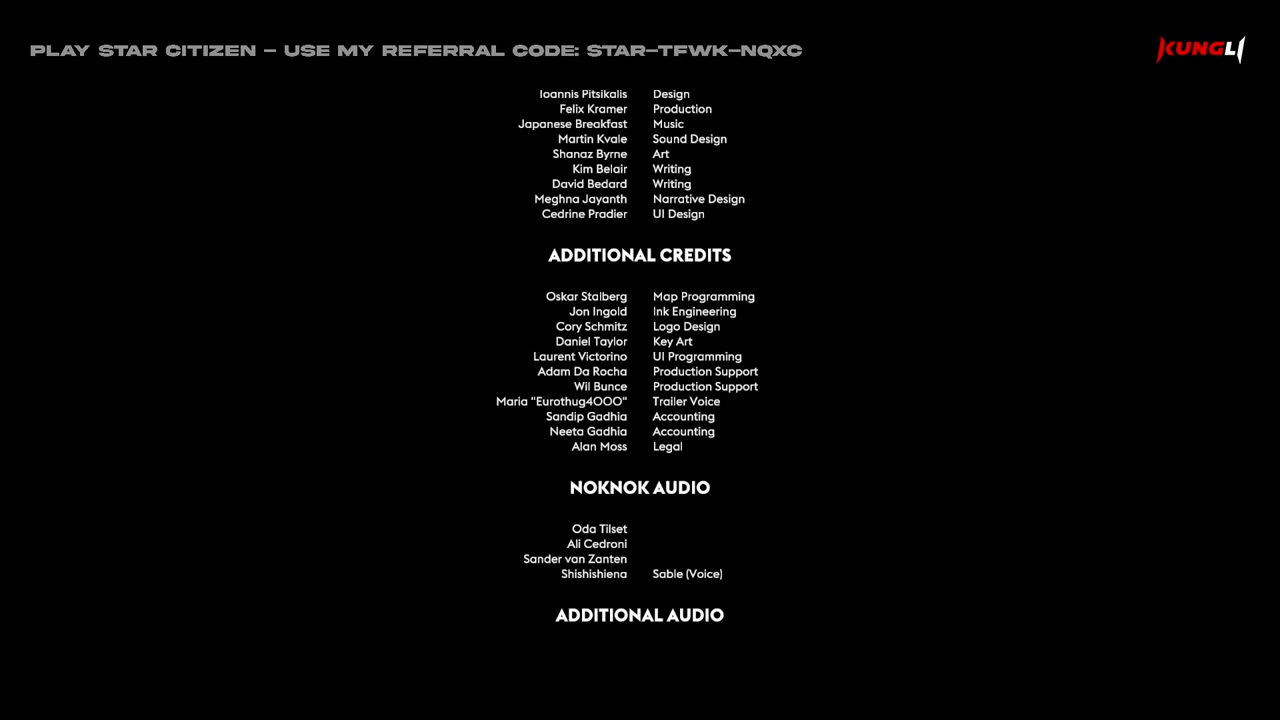 PLAY STAR CITIZEN – USE MY REFERRAL CODE: STAR–TFWK–NQXC
KUNGLI
Ioannis Pitsikalis Design
Felix Kramer Production
Japanese Breakfast Music
Martin Kvale Sound Design
Shanaz Byrne Art
Kim Belair Writing
David Bedard Writing
Meghna Jayanth Narrative Design
Cedrine Pradier UI Design
ADDITIONAL CREDITS
Oskar Stalberg Map Programming
Jon Ingold Ink Engineering
Cory Schmitz Logo Design
Daniel Taylor Key Art
Laurent Victorino UI Programming
Adam Da Rocha Production Support
Wil Bunce Production Support
Maria "Eurothug4000" Trailer Voice
Sandip Gadhia Accounting
Neeta Gadhia Accounting
Alan Moss Legal
NOKNOK AUDIO
Oda Tilset
Ali Cedroni
Sander van Zanten
Shishishiena Sable (Voice)
ADDITIONAL AUDIO